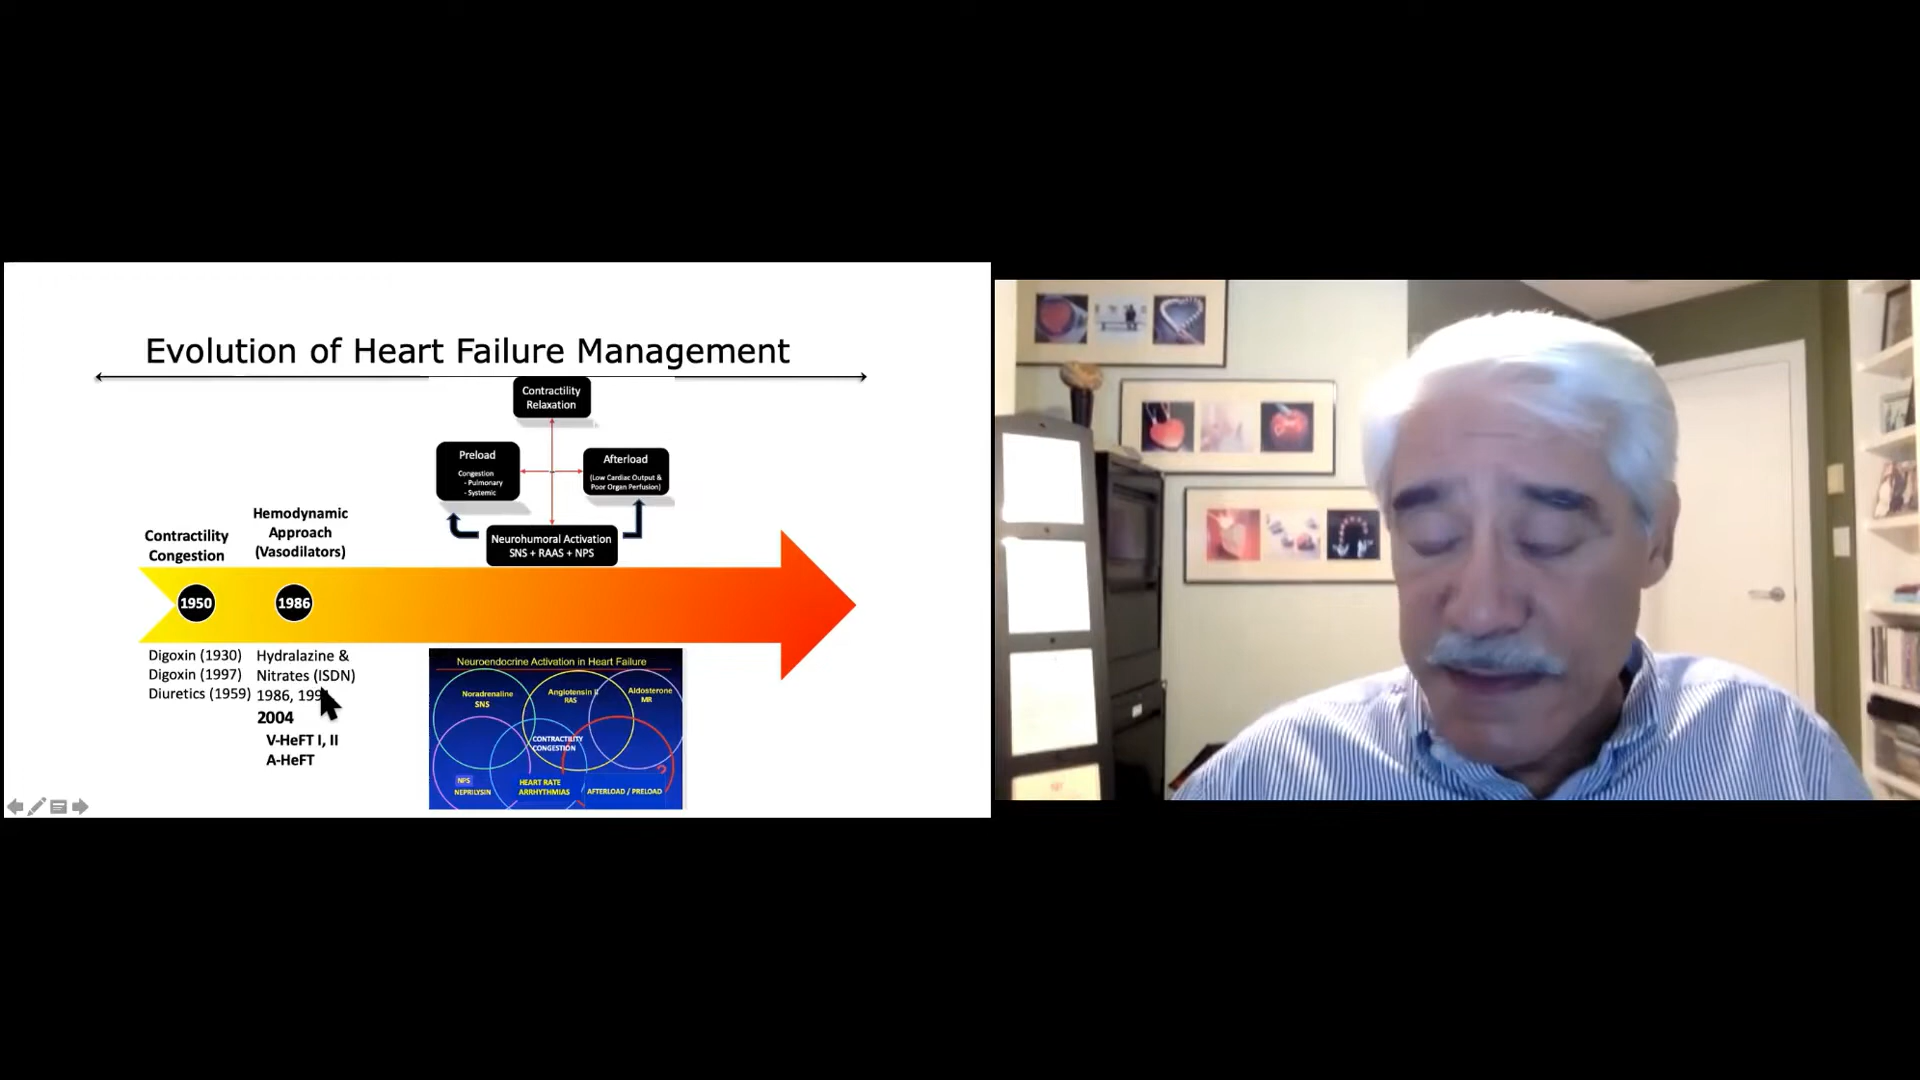 Evolution of Heart Failure Management
Contractility
Relaxation
Preload
Congestion
- Pulmonary
- Systemic
Afterload
(Low Cardiac Output &
Poor Organ Perfusion)
Neurohumoral Activation
SNS + RAAS + NPS
Contractility
Congestion
Hemodynamic
Approach
(Vasodilators)
1950
1986
Digoxin (1930)
Digoxin (1997)
Diuretics (1959)
Hydralazine &
Nitrates (ISDN)
1986,
2004
V-HeFT I, II
A-HeFT
Neuroendocrine Activation in Heart Failure
Noradrenaline
SNS
Angiotensin II
RAS
Aldosterone
MR
CONTRACTILITY
CONGESTION
NPS
NEPRILYSIN
HEART RATE
ARRHYTHMIAS
?
AFTERLOAD / PRELOAD